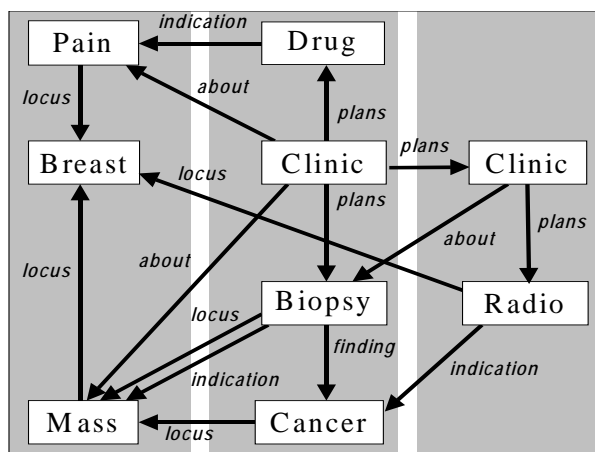 indication
Pain
Drug
about
locus
plans
Breast
locus
Clinic
plans
Clinic
plans
about
plans
locus
about
Biopsy
Radio
locus
finding
indication
indication
Mass
locus
Cancer